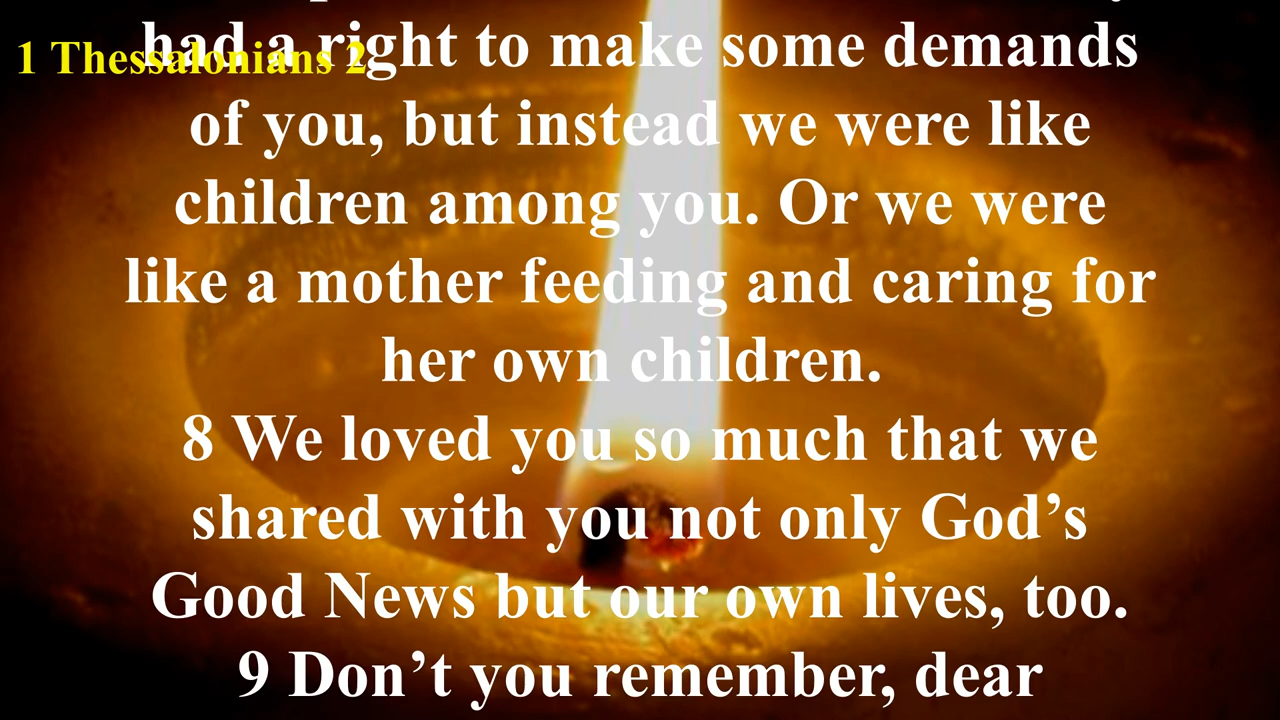 1 Thessalonians 2
had a right to make some demands
of you, but instead we were like
children among you. Or we were
like a mother feeding and caring for
her own children.
8 We loved you so much that we
shared with you not only God’s
Good News but our own lives, too.
9 Don’t you remember, dear